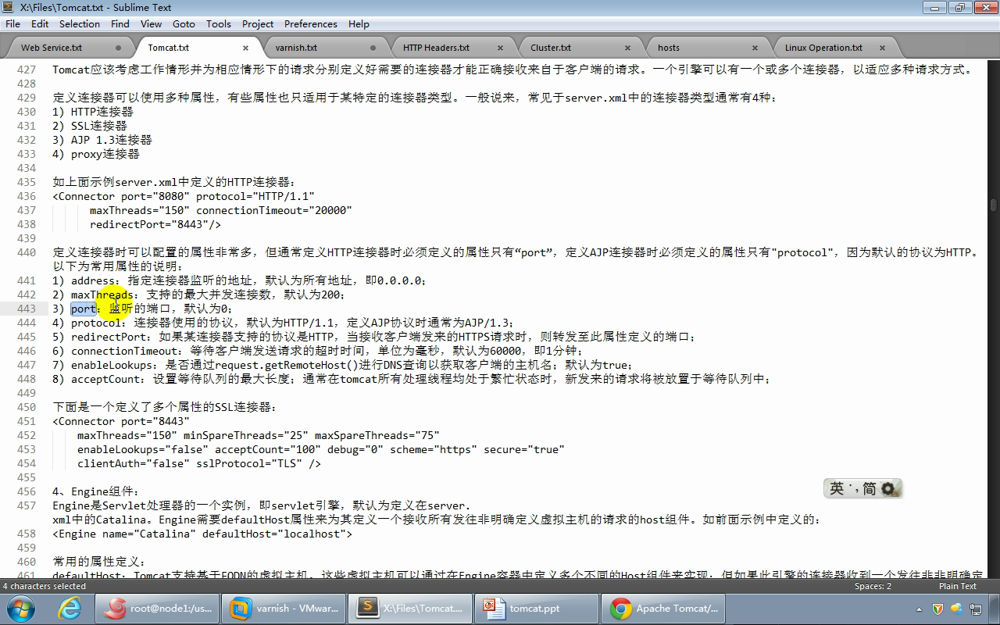 X:\Files\Tomcat.txt - Sublime Text
File Edit Selection Find View Goto Tools Project Preferences Help
Web Service.txt Tomcat.txt varnish.txt HTTP Headers.txt Cluster.txt hosts Linux Operation.txt
427 Tomcat应该考虑工作情形并为相应情形下的请求分别定义好需要的连接器才能正确接收来自于客户端的请求。一个引擎可以有一个或多个连接器，以适应多种请求方式。
428
429 定义连接器可以使用多种属性，有些属性也只适用于某特定的连接器类型。一般说来，常见于server.xml中的连接器类型通常有4种：
430 1) HTTP连接器
431 2) SSL连接器
432 3) AJP 1.3连接器
433 4) proxy连接器
434
435 如上面示例server.xml中定义的HTTP连接器：
436 <Connector port="8080" protocol="HTTP/1.1"
437 maxThreads="150" connectionTimeout="20000"
438 redirectPort="8443"/>
439
440 定义连接器时可以配置的属性非常多，但通常定义HTTP连接器时必须定义的属性只有“port”，定义AJP连接器时必须定义的属性只有"protocol"，因为默认的协议为HTTP。
以下为常用属性的说明：
441 1) address：指定连接器监听的地址，默认为所有地址，即0.0.0.0；
442 2) maxThreads：支持的最大并发连接数，默认为200；
443 3) port：监听的端口，默认为0；
444 4) protocol：连接器使用的协议，默认为HTTP/1.1，定义AJP协议时通常为AJP/1.3；
445 5) redirectPort：如果某连接器支持的协议是HTTP，当接收客户端发来的HTTPS请求时，则转发至此属性定义的端口；
446 6) connectionTimeout：等待客户端发送请求的超时时间，单位为毫秒，默认为60000，即1分钟；
447 7) enableLookups：是否通过request.getRemoteHost()进行DNS查询以获取客户端的主机名；默认为true；
448 8) acceptCount：设置等待队列的最大长度；通常在tomcat所有处理线程均处于繁忙状态时，新发来的请求将被放置于等待队列中；
449
450 下面是一个定义了多个属性的SSL连接器：
451 <Connector port="8443"
452 maxThreads="150" minSpareThreads="25" maxSpareThreads="75"
453 enableLookups="false" acceptCount="100" debug="0" scheme="https" secure="true"
454 clientAuth="false" sslProtocol="TLS" />
455
456 4、Engine组件：
457 Engine是Servlet处理器的一个实例，即servlet引擎，默认为定义在server.
xml中的Catalina。Engine需要defaultHost属性来为其定义一个接收所有发往非明确定义虚拟主机的请求的host组件。如前面示例中定义的：
458 <Engine name="Catalina" defaultHost="localhost">
459
460 常用的属性定义：
461 defaultHost：Tomcat支持基于FQDN的虚拟主机，这些虚拟主机可以通过在Engine容器中定义多个不同的Host组件来实现；但如果此引擎的连接器收到一个发往非非明确定
英 · , 简
4 characters selected Spaces: 2 Plain Text
root@node1:/us... varnish - VMwar... X:\Files\Tomcat.... tomcat.ppt Apache Tomcat/...